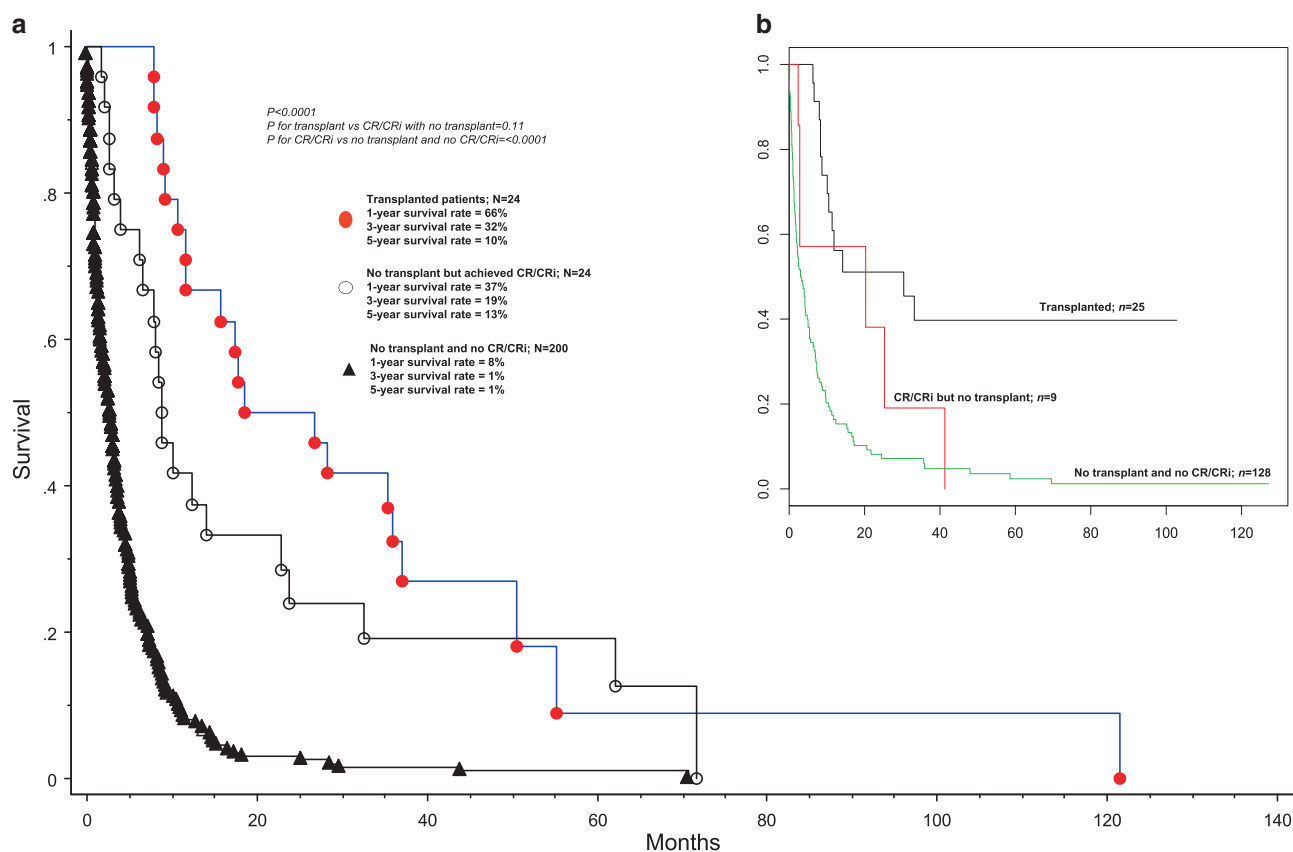 a
b
1
.8
.6
.4
.2
0
Survival
P<0.0001
P for transplant vs CR/CRi with no transplant=0.11
P for CR/CRi vs no transplant and no CR/CRi=<0.0001
Transplanted patients; N=24
1-year survival rate = 66%
3-year survival rate = 32%
5-year survival rate = 10%
No transplant but achieved CR/CRi; N=24
1-year survival rate = 37%
3-year survival rate = 19%
5-year survival rate = 13%
No transplant and no CR/CRi; N=200
1-year survival rate = 8%
3-year survival rate = 1%
5-year survival rate = 1%
0 20 40 60 80 100 120 140
Months
1.0
0.8
0.6
0.4
0.2
0.0
Transplanted; n=25
CR/CRi but no transplant; n=9
No transplant and no CR/CRi; n=128
0 20 40 60 80 100 120